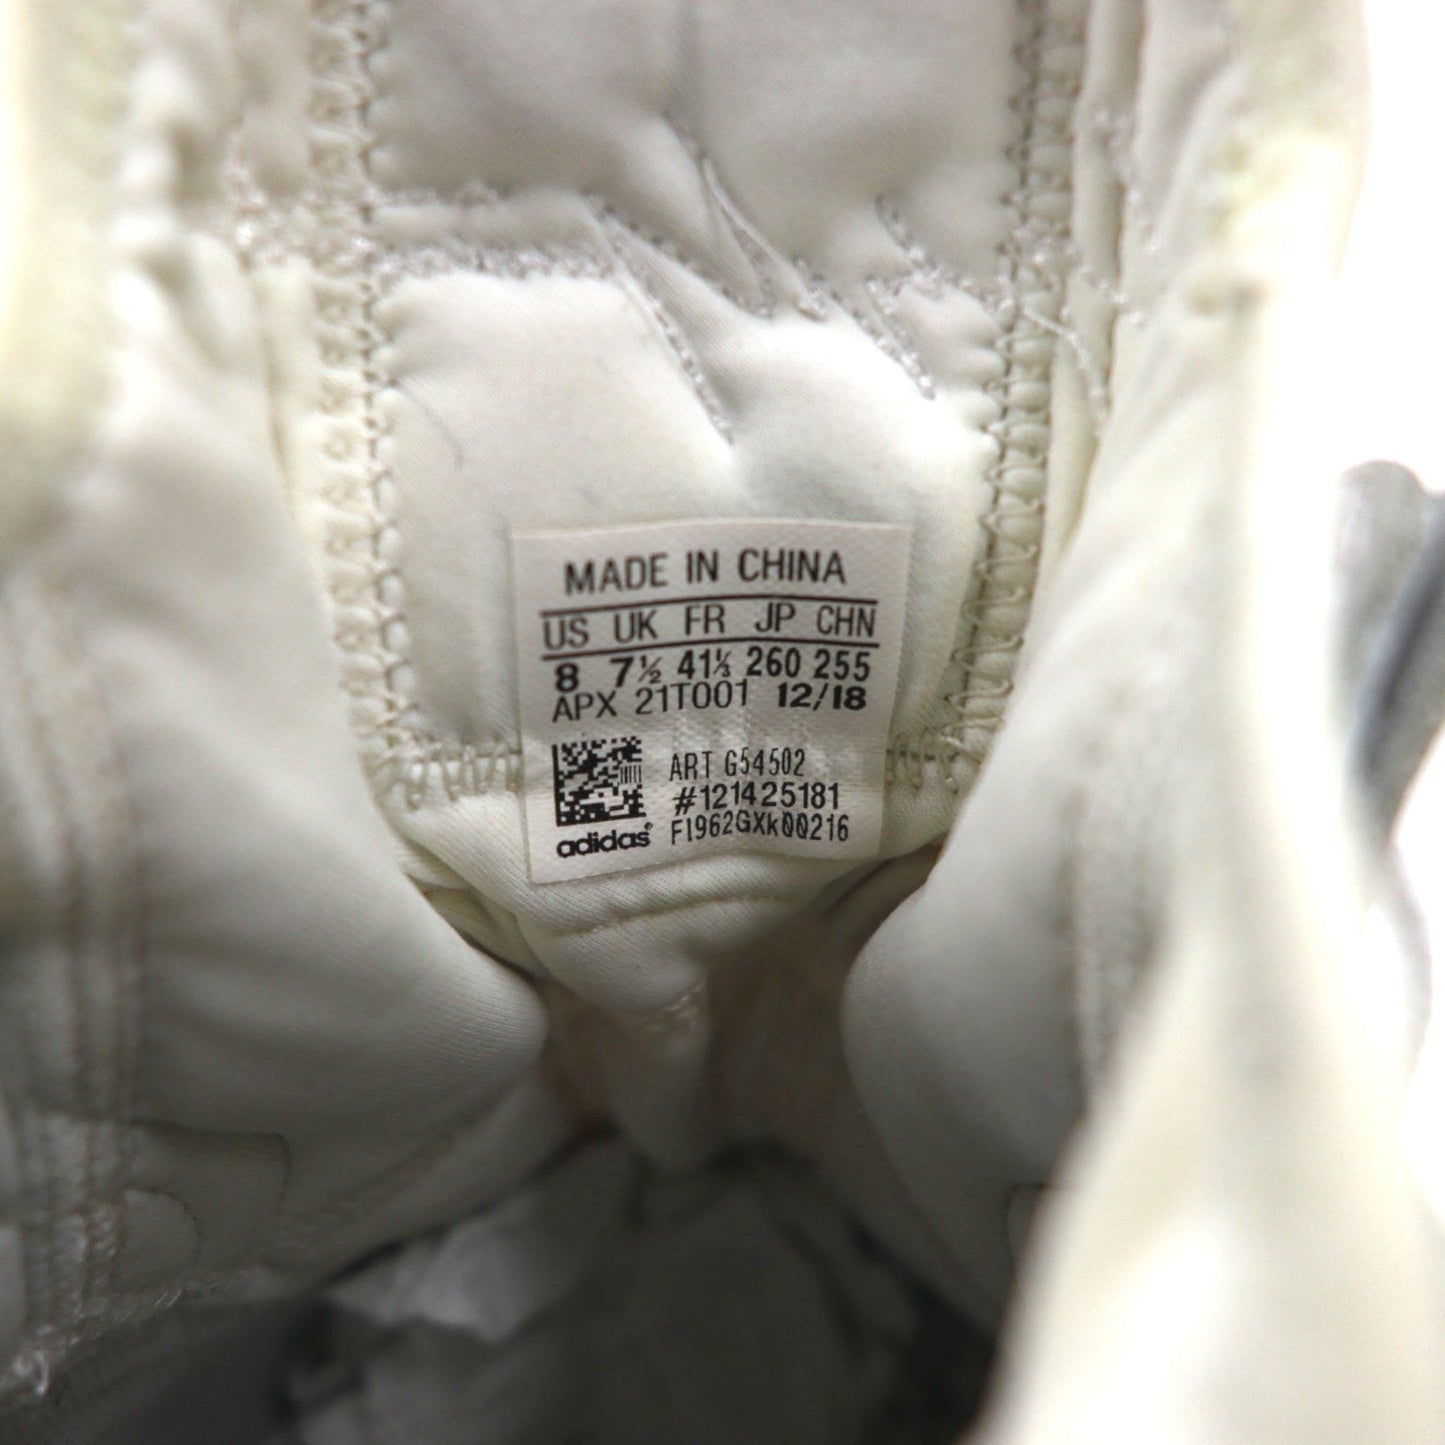 MADE IN CHINA
US UK FR JP CHN
8 7½ 41⅓ 260 255
APX 21T001 12/18
ART G54502
#121425181
F1962GXk00216
adidas®